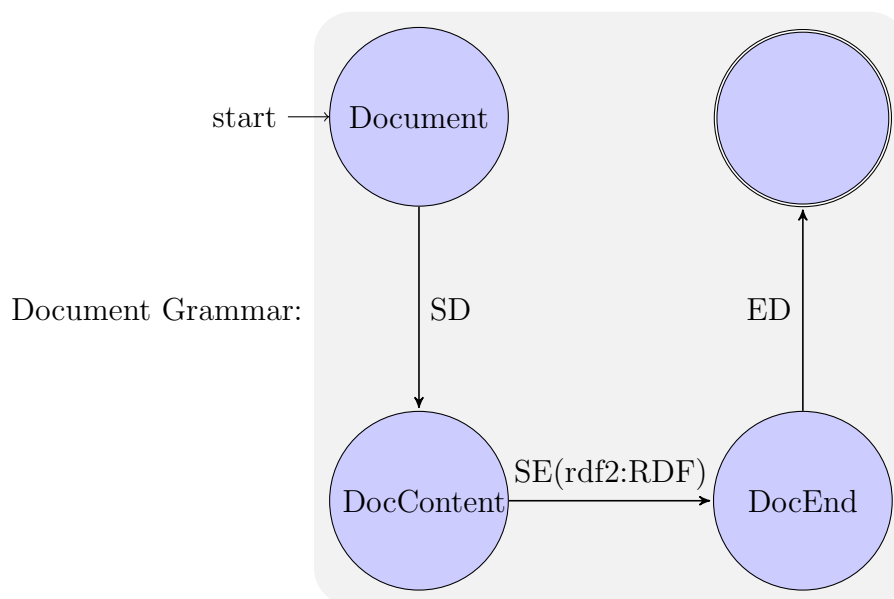 start
Document
Document Grammar:
SD
ED
DocContent
SE(rdf2:RDF)
DocEnd